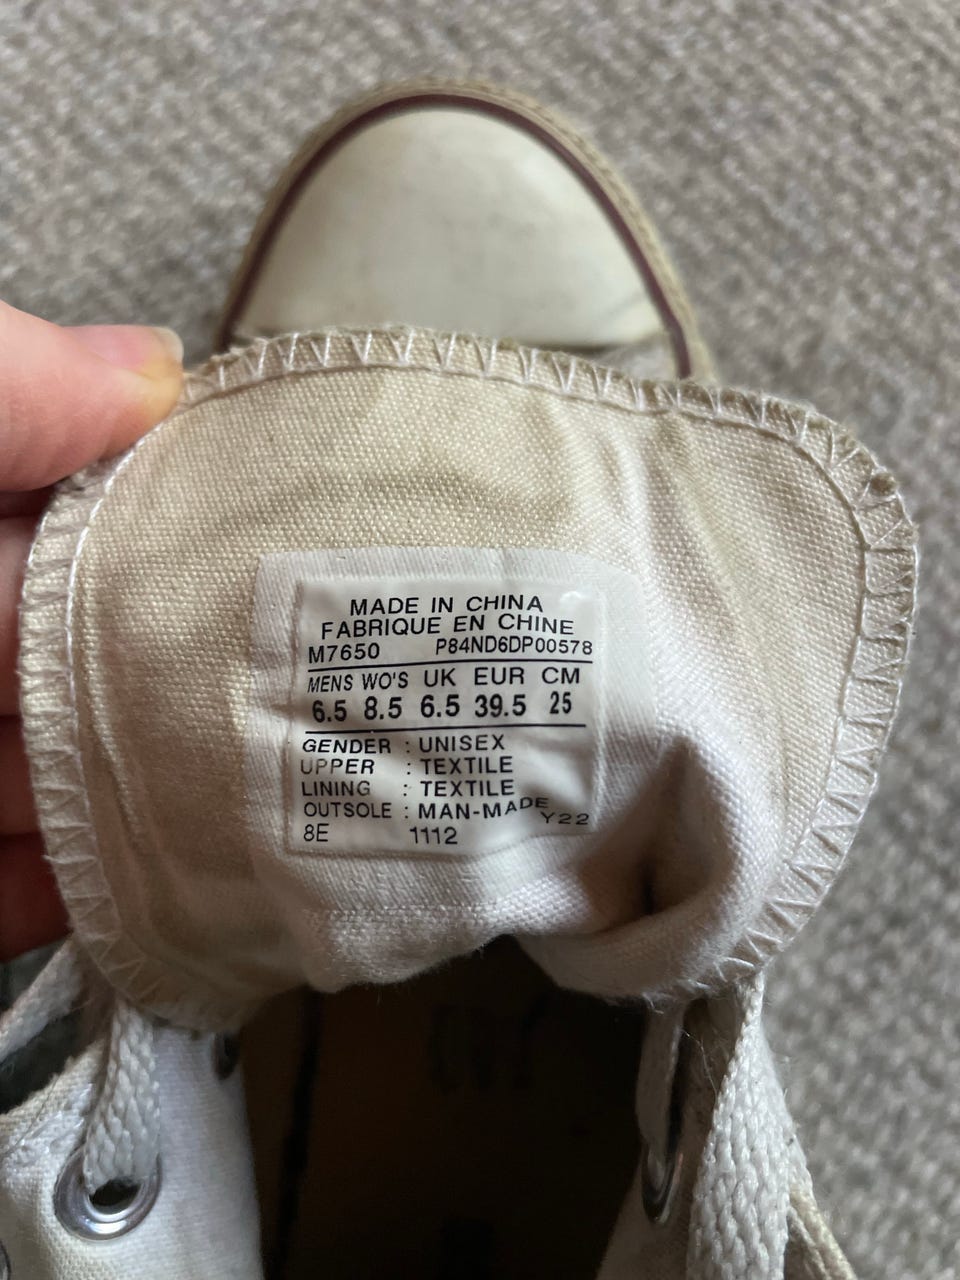 MADE IN CHINA
FABRIQUE EN CHINE
M7650 P84ND6DP00578
MENS WO'S UK EUR CM
6.5 8.5 6.5 39.5 25
GENDER : UNISEX
UPPER : TEXTILE
LINING : TEXTILE
OUTSOLE : MAN-MADE
8E 1112 Y22